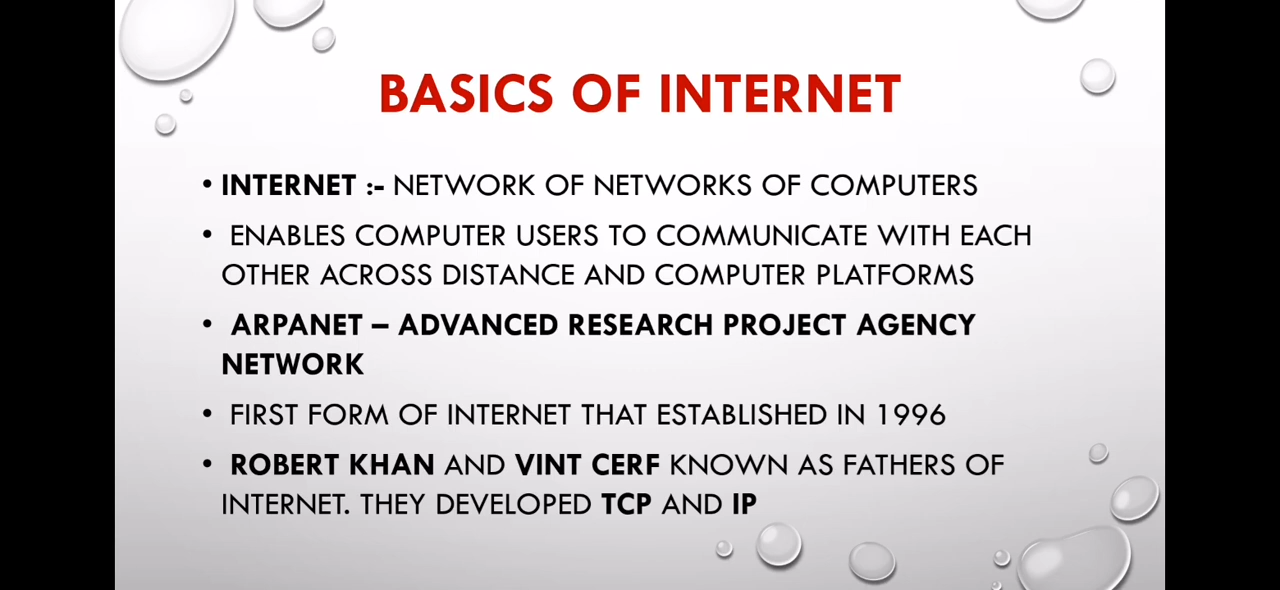 BASICS OF INTERNET
• INTERNET :- NETWORK OF NETWORKS OF COMPUTERS
• ENABLES COMPUTER USERS TO COMMUNICATE WITH EACH
OTHER ACROSS DISTANCE AND COMPUTER PLATFORMS
• ARPANET – ADVANCED RESEARCH PROJECT AGENCY
NETWORK
• FIRST FORM OF INTERNET THAT ESTABLISHED IN 1996
• ROBERT KHAN AND VINT CERF KNOWN AS FATHERS OF
INTERNET. THEY DEVELOPED TCP AND IP